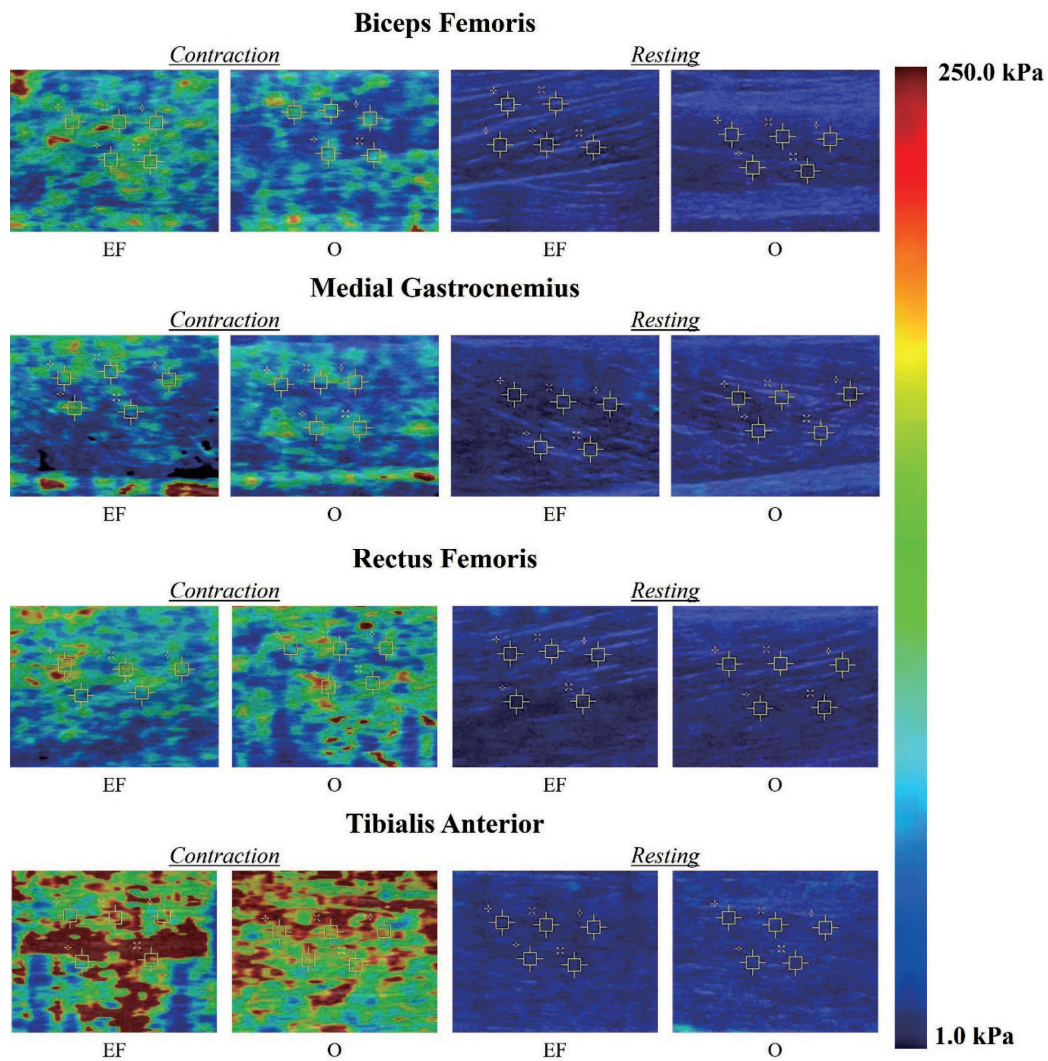 Biceps Femoris
Contraction Resting
EF O EF O
250.0 kPa
Medial Gastrocnemius
Contraction Resting
EF O EF O
Rectus Femoris
Contraction Resting
EF O EF O
Tibialis Anterior
Contraction Resting
EF O EF O
1.0 kPa